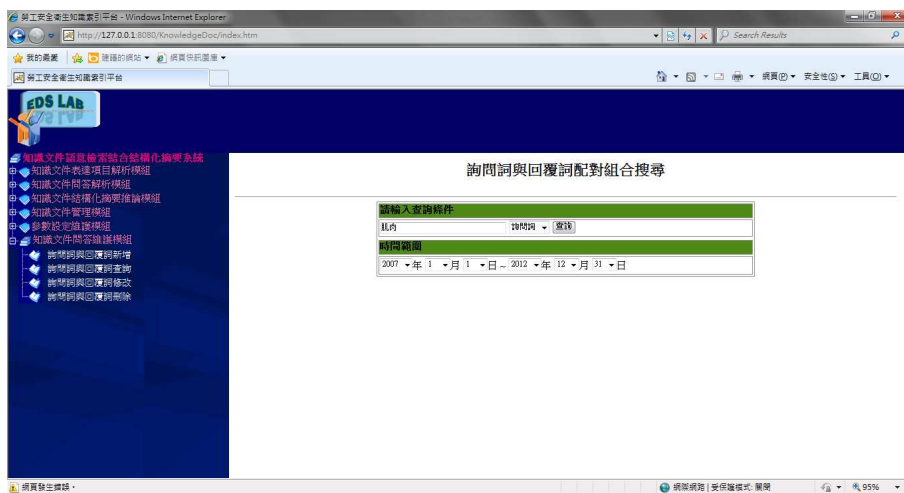 勞工安全衛生知識索引平台 - Windows Internet Explorer
http://127.0.0.1:8080/KnowledgeDoc/index.htm
Search Results
我的最愛
建議的網站
網頁快訊圖庫
勞工安全衛生知識索引平台
網頁(P)
安全性(S)
工具(O)
EDS LAB
知識文件語意檢索結合結構化摘要系統
知識文件表達項目解析模組
知識文件問答解析模組
知識文件結構化摘要推論模組
知識文件管理模組
參數設定維護模組
知識文件問答維護模組
詢問詞與回覆詞新增
詢問詞與回覆詞查詢
詢問詞與回覆詞修改
詢問詞與回覆詞刪除
詢問詞與回覆詞配對組合搜尋
請輸入查詢條件
肌肉 詢問詞 查詢
時間範圍
2007 年 1 月 1 日 ~ 2012 年 12 月 31 日
網頁發生錯誤。
網際網路 | 受保護模式: 關閉
95%